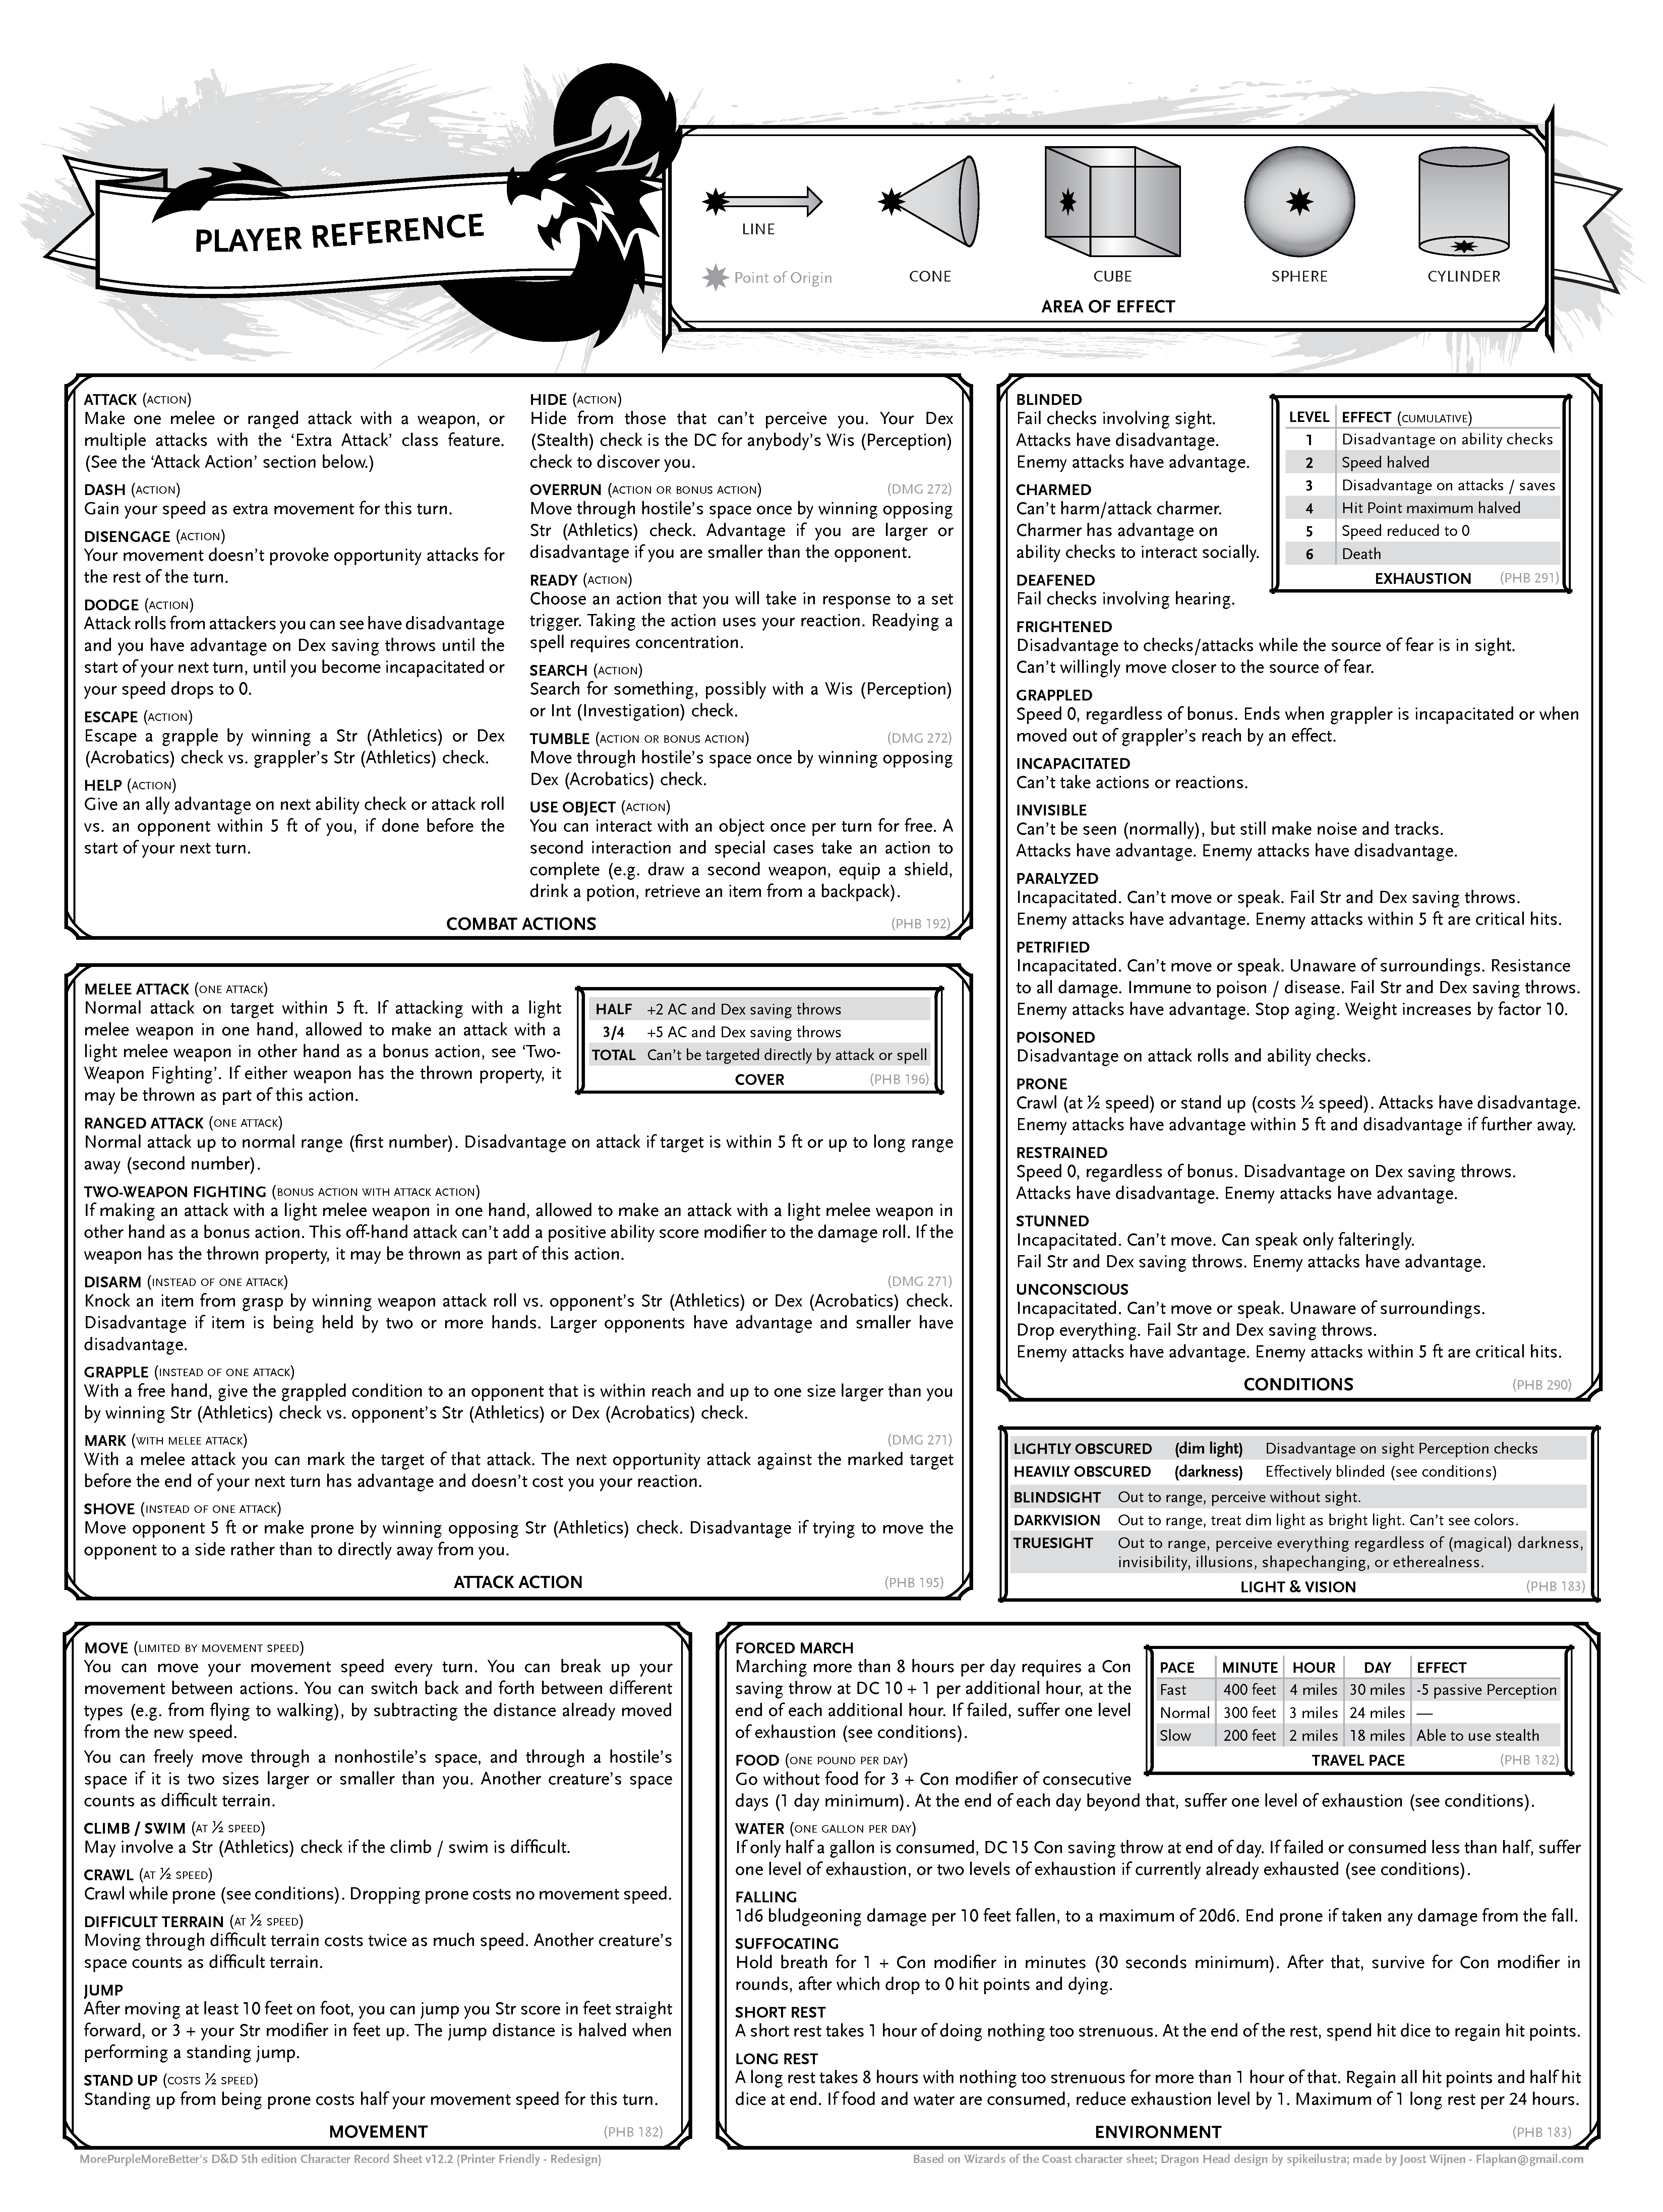 PLAYER REFERENCE
LINE
Point of Origin
CONE
CUBE
SPHERE
CYLINDER
AREA OF EFFECT
ATTACK (ACTION)
Make one melee or ranged attack with a weapon, or
multiple attacks with the ‘Extra Attack’ class feature.
(See the ‘Attack Action’ section below.)
DASH (ACTION)
Gain your speed as extra movement for this turn.
DISENGAGE (ACTION)
Your movement doesn’t provoke opportunity attacks for
the rest of the turn.
DODGE (ACTION)
Attack rolls from attackers you can see have disadvantage
and you have advantage on Dex saving throws until the
start of your next turn, until you become incapacitated or
your speed drops to 0.
ESCAPE (ACTION)
Escape a grapple by winning a Str (Athletics) or Dex
(Acrobatics) check vs. grappler’s Str (Athletics) check.
HELP (ACTION)
Give an ally advantage on next ability check or attack roll
vs. an opponent within 5 ft of you, if done before the
start of your next turn.
HIDE (ACTION)
Hide from those that can’t perceive you. Your Dex
(Stealth) check is the DC for anybody’s Wis (Perception)
check to discover you.
OVERRUN (ACTION OR BONUS ACTION) (DMG 272)
Move through hostile’s space once by winning opposing
Str (Athletics) check. Advantage if you are larger or
disadvantage if you are smaller than the opponent.
READY (ACTION)
Choose an action that you will take in response to a set
trigger. Taking the action uses your reaction. Readying a
spell requires concentration.
SEARCH (ACTION)
Search for something, possibly with a Wis (Perception)
or Int (Investigation) check.
TUMBLE (ACTION OR BONUS ACTION) (DMG 272)
Move through hostile’s space once by winning opposing
Dex (Acrobatics) check.
USE OBJECT (ACTION)
You can interact with an object once per turn for free. A
second interaction and special cases take an action to
complete (e.g. draw a second weapon, equip a shield,
drink a potion, retrieve an item from a backpack).
COMBAT ACTIONS (PHB 192)
MELEE ATTACK (ONE ATTACK)
Normal attack on target within 5 ft. If attacking with a light
melee weapon in one hand, allowed to make an attack with a
light melee weapon in other hand as a bonus action, see ‘Two-
Weapon Fighting’. If either weapon has the thrown property, it
may be thrown as part of this action.
HALF +2 AC and Dex saving throws
3/4 +5 AC and Dex saving throws
TOTAL Can’t be targeted directly by attack or spell
COVER (PHB 196)
RANGED ATTACK (ONE ATTACK)
Normal attack up to normal range (first number). Disadvantage on attack if target is within 5 ft or up to long range
away (second number).
TWO-WEAPON FIGHTING (BONUS ACTION WITH ATTACK ACTION)
If making an attack with a light melee weapon in one hand, allowed to make an attack with a light melee weapon in
other hand as a bonus action. This off-hand attack can’t add a positive ability score modifier to the damage roll. If the
weapon has the thrown property, it may be thrown as part of this action.
DISARM (INSTEAD OF ONE ATTACK) (DMG 271)
Knock an item from grasp by winning weapon attack roll vs. opponent’s Str (Athletics) or Dex (Acrobatics) check.
Disadvantage if item is being held by two or more hands. Larger opponents have advantage and smaller have
disadvantage.
GRAPPLE (INSTEAD OF ONE ATTACK)
With a free hand, give the grappled condition to an opponent that is within reach and up to one size larger than you
by winning Str (Athletics) check vs. opponent’s Str (Athletics) or Dex (Acrobatics) check.
MARK (WITH MELEE ATTACK) (DMG 271)
With a melee attack you can mark the target of that attack. The next opportunity attack against the marked target
before the end of your next turn has advantage and doesn’t cost you your reaction.
SHOVE (INSTEAD OF ONE ATTACK)
Move opponent 5 ft or make prone by winning opposing Str (Athletics) check. Disadvantage if trying to move the
opponent to a side rather than to directly away from you.
ATTACK ACTION (PHB 195)
BLINDED
Fail checks involving sight.
Attacks have disadvantage.
Enemy attacks have advantage.
CHARMED
Can’t harm/attack charmer.
Charmer has advantage on
ability checks to interact socially.
DEAFENED
Fail checks involving hearing.
LEVEL EFFECT (CUMULATIVE)
1 Disadvantage on ability checks
2 Speed halved
3 Disadvantage on attacks / saves
4 Hit Point maximum halved
5 Speed reduced to 0
6 Death
EXHAUSTION (PHB 291)
FRIGHTENED
Disadvantage to checks/attacks while the source of fear is in sight.
Can’t willingly move closer to the source of fear.
GRAPPLED
Speed 0, regardless of bonus. Ends when grappler is incapacitated or when
moved out of grappler’s reach by an effect.
INCAPACITATED
Can’t take actions or reactions.
INVISIBLE
Can’t be seen (normally), but still make noise and tracks.
Attacks have advantage. Enemy attacks have disadvantage.
PARALYZED
Incapacitated. Can’t move or speak. Fail Str and Dex saving throws.
Enemy attacks have advantage. Enemy attacks within 5 ft are critical hits.
PETRIFIED
Incapacitated. Can’t move or speak. Unaware of surroundings. Resistance
to all damage. Immune to poison / disease. Fail Str and Dex saving throws.
Enemy attacks have advantage. Stop aging. Weight increases by factor 10.
POISONED
Disadvantage on attack rolls and ability checks.
PRONE
Crawl (at ½ speed) or stand up (costs ½ speed). Attacks have disadvantage.
Enemy attacks have advantage within 5 ft and disadvantage if further away.
RESTRAINED
Speed 0, regardless of bonus. Disadvantage on Dex saving throws.
Attacks have disadvantage. Enemy attacks have advantage.
STUNNED
Incapacitated. Can’t move. Can speak only falteringly.
Fail Str and Dex saving throws. Enemy attacks have advantage.
UNCONSCIOUS
Incapacitated. Can’t move or speak. Unaware of surroundings.
Drop everything. Fail Str and Dex saving throws.
Enemy attacks have advantage. Enemy attacks within 5 ft are critical hits.
CONDITIONS (PHB 290)
LIGHTLY OBSCURED (dim light) Disadvantage on sight Perception checks
HEAVILY OBSCURED (darkness) Effectively blinded (see conditions)
BLINDSIGHT Out to range, perceive without sight.
DARKVISION Out to range, treat dim light as bright light. Can’t see colors.
TRUESIGHT Out to range, perceive everything regardless of (magical) darkness,
invisibility, illusions, shapechanging, or etherealness.
LIGHT & VISION (PHB 183)
MOVE (LIMITED BY MOVEMENT SPEED)
You can move your movement speed every turn. You can break up your
movement between actions. You can switch back and forth between different
types (e.g. from flying to walking), by subtracting the distance already moved
from the new speed.
You can freely move through a nonhostile’s space, and through a hostile’s
space if it is two sizes larger or smaller than you. Another creature’s space
counts as difficult terrain.
CLIMB / SWIM (AT ½ SPEED)
May involve a Str (Athletics) check if the climb / swim is difficult.
CRAWL (AT ½ SPEED)
Crawl while prone (see conditions). Dropping prone costs no movement speed.
DIFFICULT TERRAIN (AT ½ SPEED)
Moving through difficult terrain costs twice as much speed. Another creature’s
space counts as difficult terrain.
JUMP
After moving at least 10 feet on foot, you can jump you Str score in feet straight
forward, or 3 + your Str modifier in feet up. The jump distance is halved when
performing a standing jump.
STAND UP (COSTS ½ SPEED)
Standing up from being prone costs half your movement speed for this turn.
MOVEMENT (PHB 182)
FORCED MARCH
Marching more than 8 hours per day requires a Con
saving throw at DC 10 + 1 per additional hour, at the
end of each additional hour. If failed, suffer one level
of exhaustion (see conditions).
PACE MINUTE HOUR DAY EFFECT
Fast 400 feet 4 miles 30 miles -5 passive Perception
Normal 300 feet 3 miles 24 miles —
Slow 200 feet 2 miles 18 miles Able to use stealth
TRAVEL PACE (PHB 182)
FOOD (ONE POUND PER DAY)
Go without food for 3 + Con modifier of consecutive
days (1 day minimum). At the end of each day beyond that, suffer one level of exhaustion (see conditions).
WATER (ONE GALLON PER DAY)
If only half a gallon is consumed, DC 15 Con saving throw at end of day. If failed or consumed less than half, suffer
one level of exhaustion, or two levels of exhaustion if currently already exhausted (see conditions).
FALLING
1d6 bludgeoning damage per 10 feet fallen, to a maximum of 20d6. End prone if taken any damage from the fall.
SUFFOCATING
Hold breath for 1 + Con modifier in minutes (30 seconds minimum). After that, survive for Con modifier in
rounds, after which drop to 0 hit points and dying.
SHORT REST
A short rest takes 1 hour of doing nothing too strenuous. At the end of the rest, spend hit dice to regain hit points.
LONG REST
A long rest takes 8 hours with nothing too strenuous for more than 1 hour of that. Regain all hit points and half hit
dice at end. If food and water are consumed, reduce exhaustion level by 1. Maximum of 1 long rest per 24 hours.
ENVIRONMENT (PHB 183)
MorePurpleMoreBetter's D&D 5th edition Character Record Sheet v12.2 (Printer Friendly - Redesign)
Based on Wizards of the Coast character sheet; Dragon Head design by spikeilustra; made by Joost Wijnen - Flapkan@gmail.com